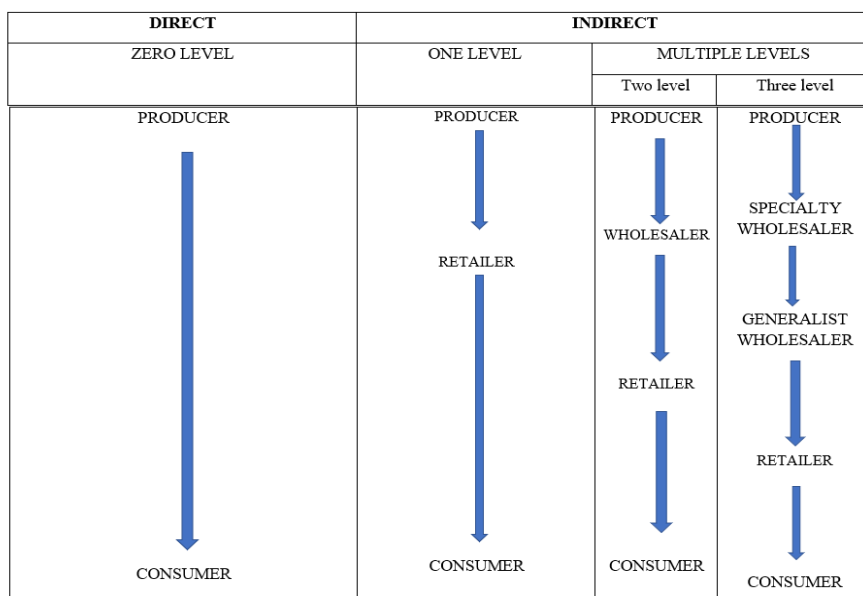 DIRECT
INDIRECT
ZERO LEVEL
ONE LEVEL
MULTIPLE LEVELS
Two level
Three level
PRODUCER
CONSUMER
PRODUCER
RETAILER
CONSUMER
PRODUCER
WHOLESALER
RETAILER
CONSUMER
PRODUCER
SPECIALTY
WHOLESALER
GENERALIST
WHOLESALER
RETAILER
CONSUMER